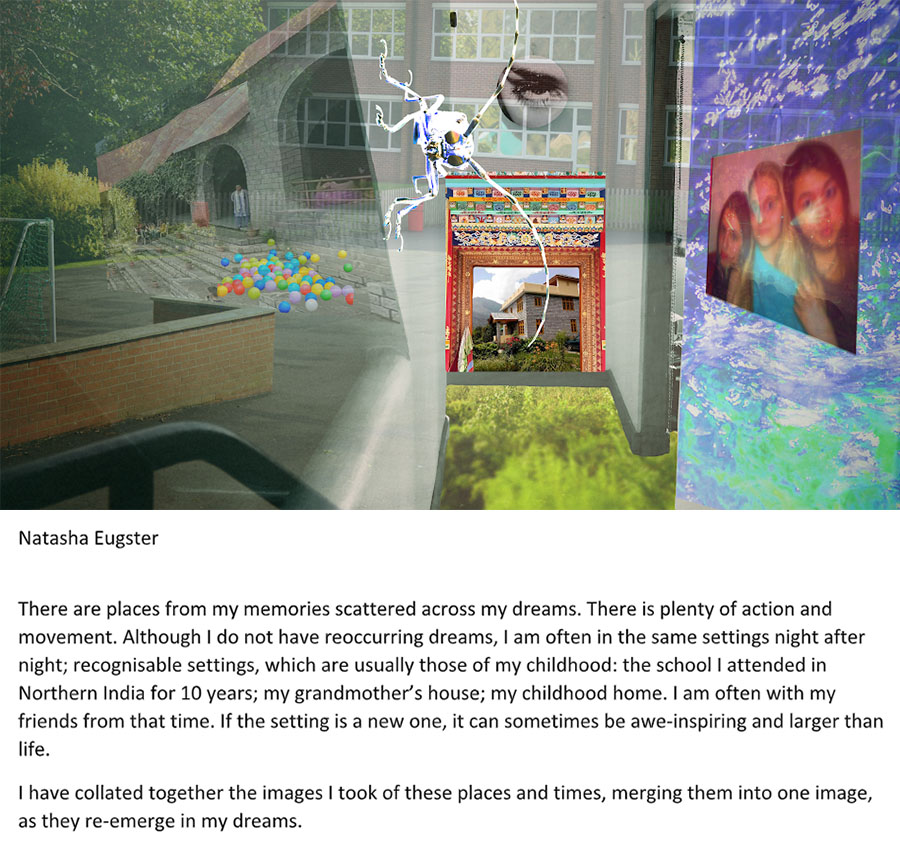 Natasha Eugster
There are places from my memories scattered across my dreams. There is plenty of action and
movement. Although I do not have reoccurring dreams, I am often in the same settings night after
night; recognisable settings, which are usually those of my childhood: the school I attended in
Northern India for 10 years; my grandmother’s house; my childhood home. I am often with my
friends from that time. If the setting is a new one, it can sometimes be awe-inspiring and larger than
life.
I have collated together the images I took of these places and times, merging them into one image,
as they re-emerge in my dreams.